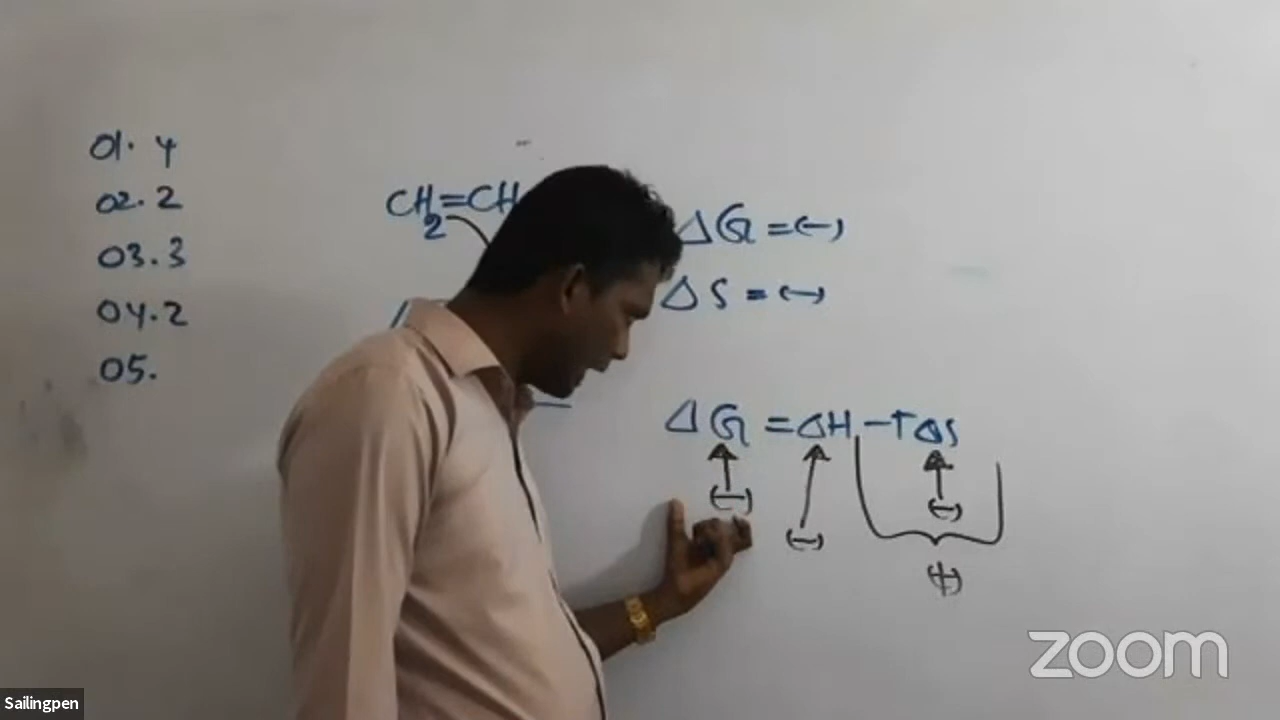 01. 4
02. 2
03. 3
04. 2
05.
CH₂=CH
ΔG = (-)
ΔS = (-)
ΔG = ΔH - TΔS
(-)
(-)
(-)
(+)
zoom
Sailingpen